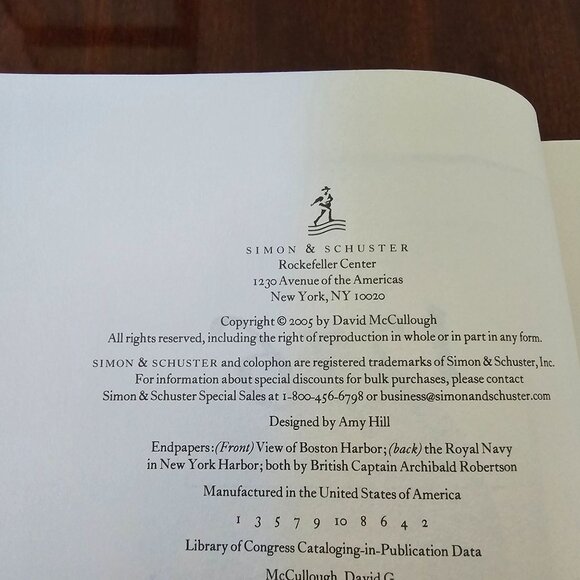 SIMON & SCHUSTER
Rockefeller Center
1230 Avenue of the Americas
New York, NY 10020
Copyright © 2005 by David McCullough
All rights reserved, including the right of reproduction in whole or in part in any form.
SIMON & SCHUSTER and colophon are registered trademarks of Simon & Schuster, Inc.
For information about special discounts for bulk purchases, please contact
Simon & Schuster Special Sales at 1-800-456-6798 or business@simonandschuster.com
Designed by Amy Hill
Endpapers: (Front) View of Boston Harbor; (back) the Royal Navy
in New York Harbor; both by British Captain Archibald Robertson
Manufactured in the United States of America
1 3 5 7 9 10 8 6 4 2
Library of Congress Cataloging-in-Publication Data
McCullough, David G.